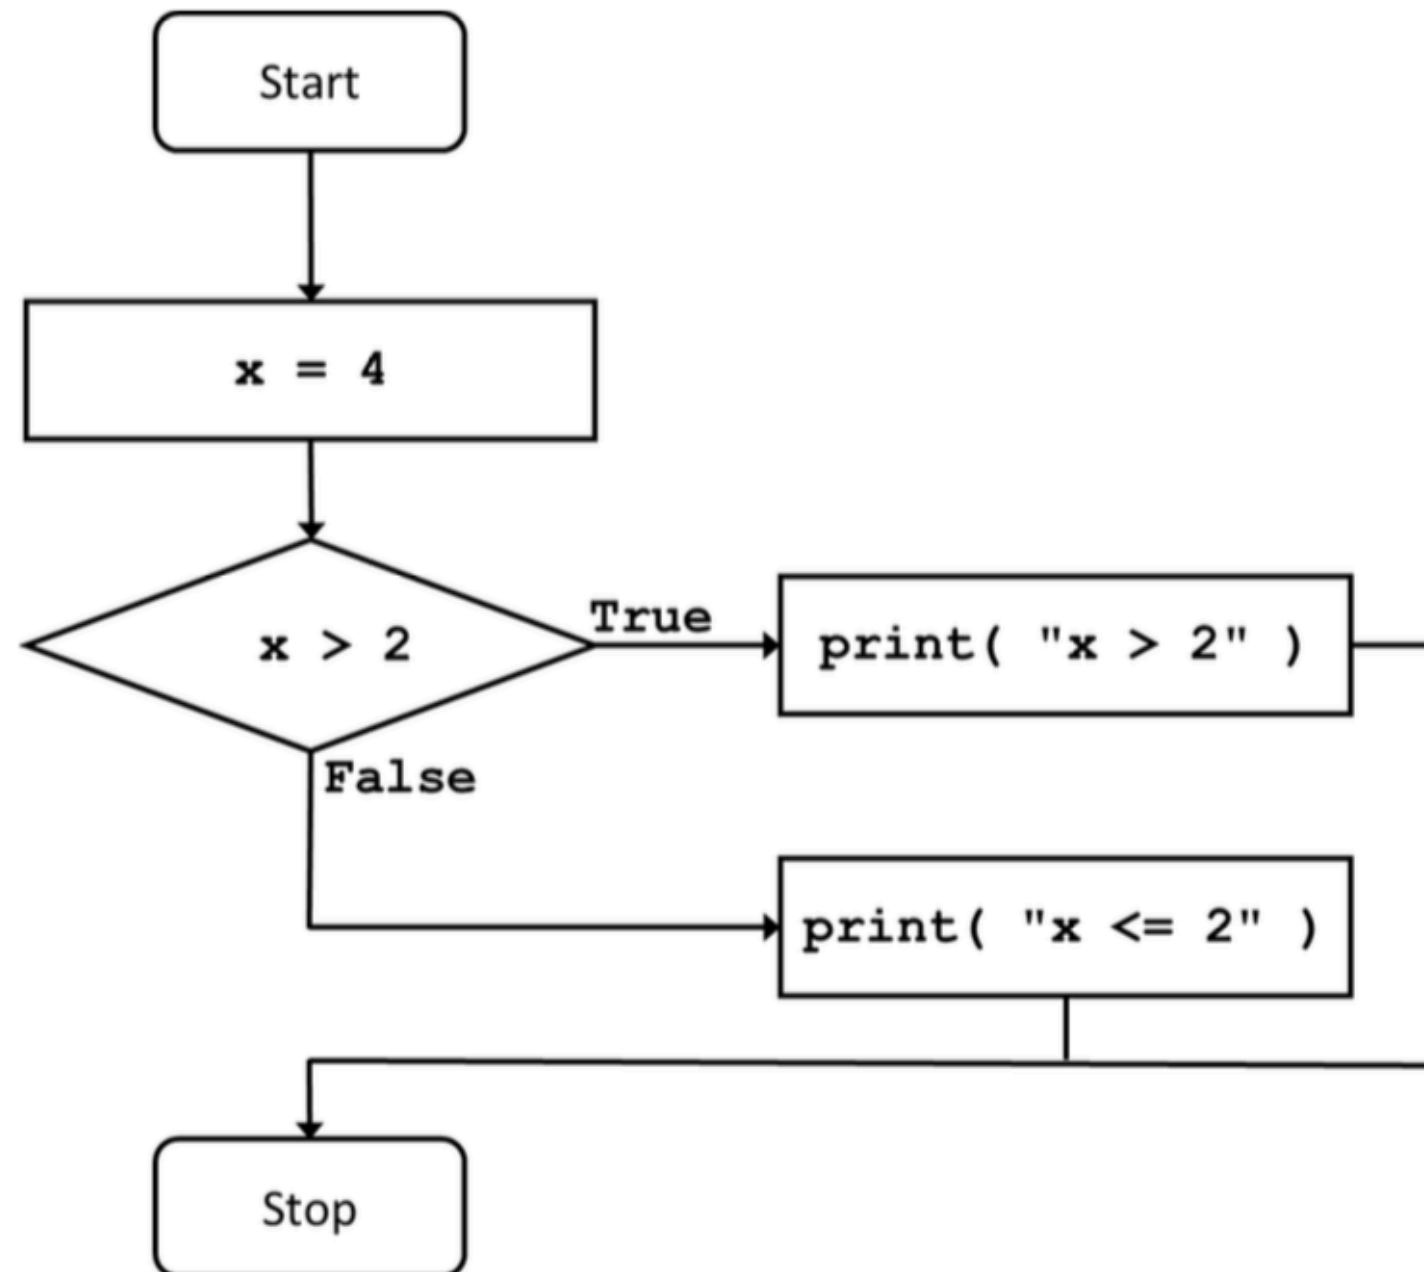 Start
x = 4
x > 2
True
print( "x > 2" )
False
print( "x <= 2" )
Stop